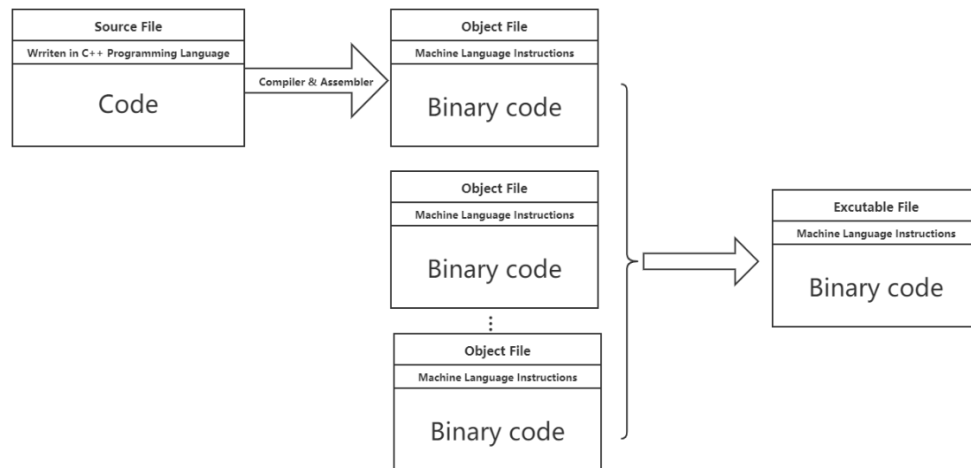 Source File
Wrriten in C++ Programming Language
Code
Compiler & Assembler
Object File
Machine Language Instructions
Binary code
Object File
Machine Language Instructions
Binary code
Object File
Machine Language Instructions
Binary code
Excutable File
Machine Language Instructions
Binary code